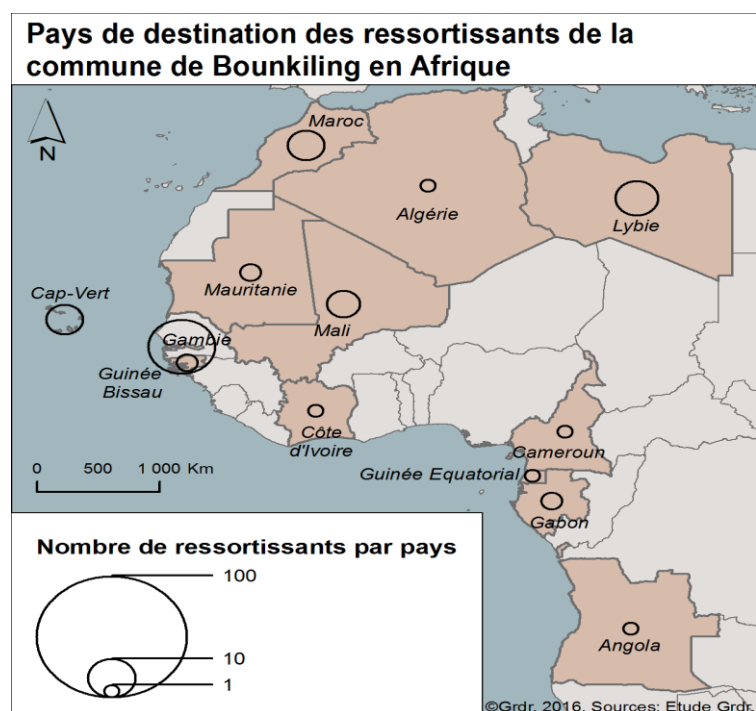 Pays de destination des ressortissants de la
commune de Bounkiling en Afrique
N
Maroc
Algérie
Lybie
Mauritanie
Mali
Cap-Vert
Gambie
Guinée
Bissau
Côte
d'Ivoire
Cameroun
Guinée Equatorial
Gabon
Angola
0 500 1 000 Km
Nombre de ressortissants par pays
100
10
1
©Grdr, 2016. Sources: Etude Grdr